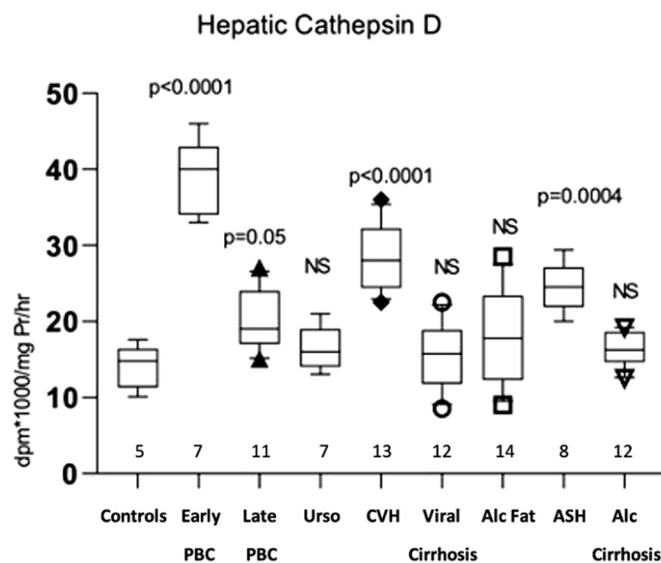 Hepatic Cathepsin D
dpm*1000/mg Pr/hr
50
40
30
20
10
0
p<0.0001
p=0.05
NS
p<0.0001
NS
NS
p=0.0004
NS
5 7 11 7 13 12 14 8 12
Controls Early Late Urso CVH Viral Alc Fat ASH Alc
PBC PBC Cirrhosis Cirrhosis